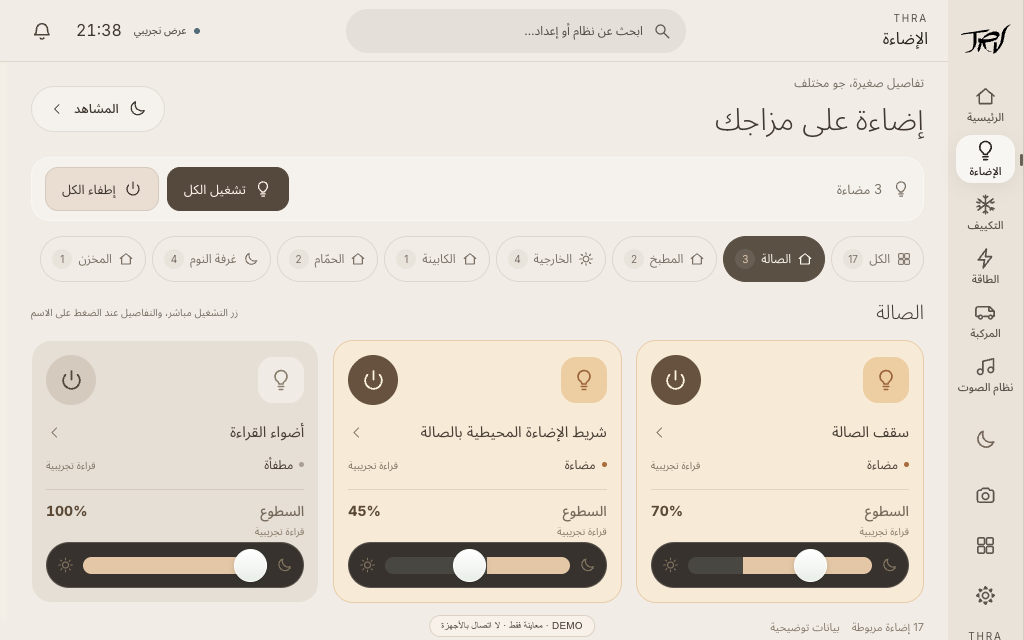 THRA
الإضاءة
ابحث عن نظام أو إعداد...
عرض تجريبي
21:38
الرئيسية
الإضاءة
التكييف
الطاقة
المركبة
نظام الصوت
THRA
تفاصيل صغيرة، جو مختلف
إضاءة على مزاجك
المشاهد
3 مضاءة
تشغيل الكل
إطفاء الكل
الكل 17
الصالة 3
المطبخ 2
الخارجية 4
الكابينة 1
الحمّام 2
غرفة النوم 4
المخزن 1
الصالة
زر التشغيل مباشر، والتفاصيل عند الضغط على الاسم
سقف الصالة
مضاءة
قراءة تجريبية
السطوع
70%
قراءة تجريبية
شريط الإضاءة المحيطية بالصالة
مضاءة
قراءة تجريبية
السطوع
45%
قراءة تجريبية
أضواء القراءة
مطفأة
قراءة تجريبية
السطوع
100%
قراءة تجريبية
17 إضاءة مربوطة
بيانات توضيحية
DEMO · معاينة فقط · لا اتصال بالأجهزة